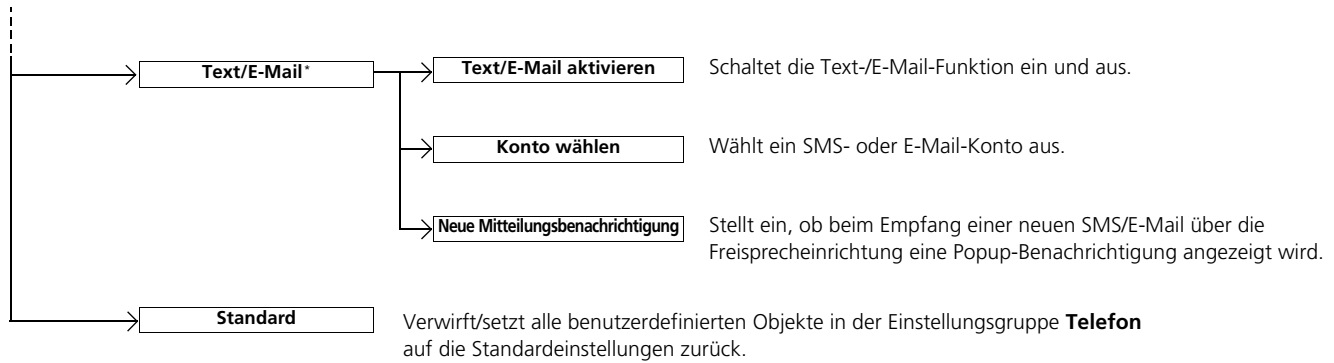 Text/E-Mail*
Text/E-Mail aktivieren
Schaltet die Text-/E-Mail-Funktion ein und aus.
Konto wählen
Wählt ein SMS- oder E-Mail-Konto aus.
Neue Mitteilungsbenachrichtigung
Stellt ein, ob beim Empfang einer neuen SMS/E-Mail über die
Freisprecheinrichtung eine Popup-Benachrichtigung angezeigt wird.
Standard
Verwirft/setzt alle benutzerdefinierten Objekte in der Einstellungsgruppe Telefon
auf die Standardeinstellungen zurück.